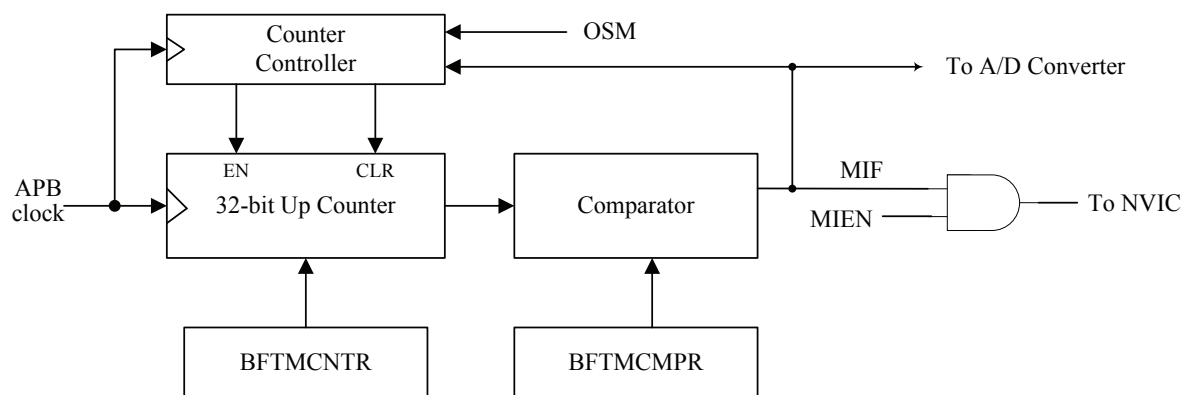 Counter
Controller
OSM
To A/D Converter
EN
CLR
APB
clock
32-bit Up Counter
Comparator
MIF
MIEN
To NVIC
BFTMCNTR
BFTMCMPR